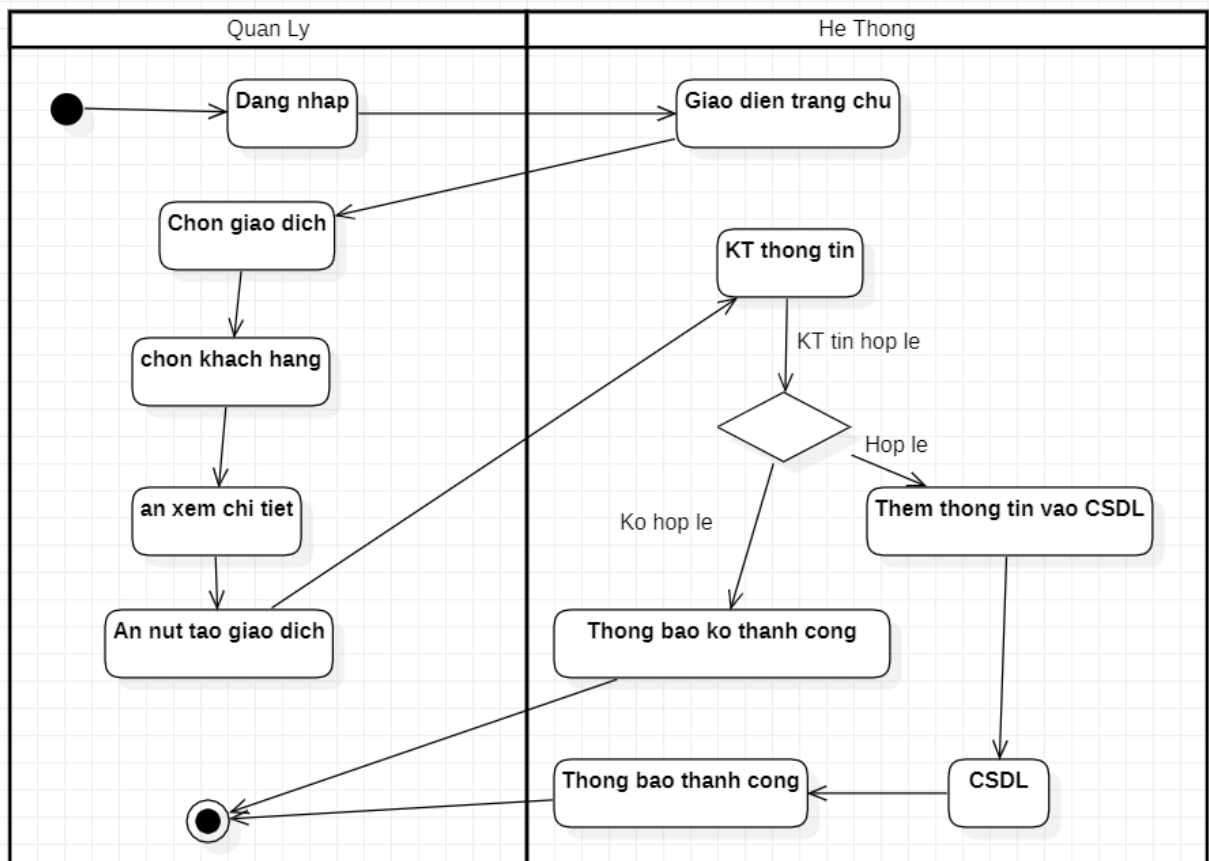 Quan Ly
He Thong
Dang nhap
Giao dien trang chu
Chon giao dich
KT thong tin
KT tin hop le
chon khach hang
Hop le
an xem chi tiet
Them thong tin vao CSDL
Ko hop le
An nut tao giao dich
Thong bao ko thanh cong
Thong bao thanh cong
CSDL